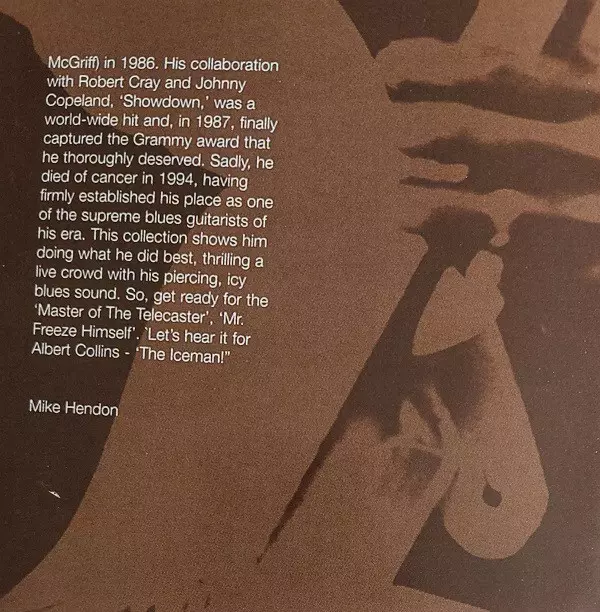 McGriff) in 1986. His collaboration
with Robert Cray and Johnny
Copeland, ‘Showdown,’ was a
world-wide hit and, in 1987, finally
captured the Grammy award that
he thoroughly deserved. Sadly, he
died of cancer in 1994, having
firmly established his place as one
of the supreme blues guitarists of
his era. This collection shows him
doing what he did best, thrilling a
live crowd with his piercing, icy
blues sound. So, get ready for the
‘Master of The Telecaster’, ‘Mr.
Freeze Himself’. ‘Let’s hear it for
Albert Collins - ‘The Iceman!”
Mike Hendon